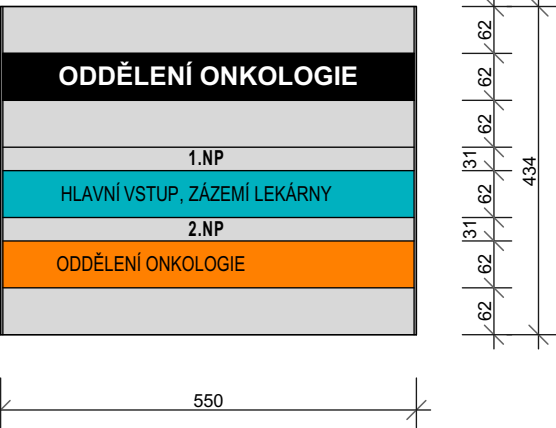 ODDĚLENÍ ONKOLOGIE
1.NP
HLAVNÍ VSTUP, ZÁZEMÍ LEKÁRNY
2.NP
ODDĚLENÍ ONKOLOGIE
62
62
62
31
62
31
62
62
434
550